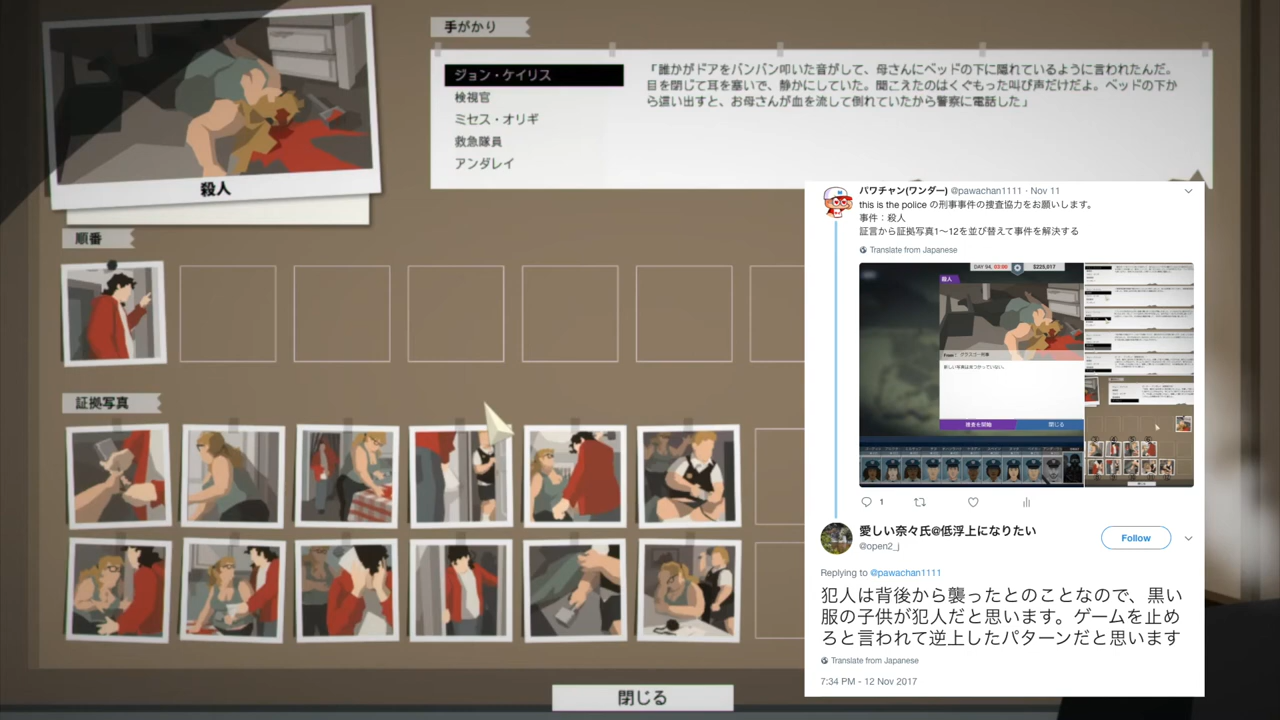 手がかり
ジョン・ケイリス
検視官
ミセス・オリギ
救急隊員
アンダレイ
「誰かがドアをバンバン叩いた音がして、母さんにベッドの下に隠れているように言われたんだ。
目を閉じて耳を塞いで、静かにしていた。聞こえたのはくぐもった叫び声だけだよ。ベッドの下か
ら這い出すと、お母さんが血を流して倒れていたから警察に電話した」
殺人
順番
証拠写真
閉じる
パワチャン(ワンダー) @pawachan1111 · Nov 11
this is the police の刑事事件の捜査協力をお願いします。
事件：殺人
証言から証拠写真1〜12を並び替えて事件を解決する
Translate from Japanese
DAY 94, 03:00 $225,017
殺人
捜査を開始
閉じる
1
愛しい奈々氏@低浮上になりたい
@open2_j
Follow
Replying to @pawachan1111
犯人は背後から襲ったとのことなので、黒い
服の子供が犯人だと思います。ゲームを止め
ろと言われて逆上したパターンだと思います
Translate from Japanese
7:34 PM - 12 Nov 2017